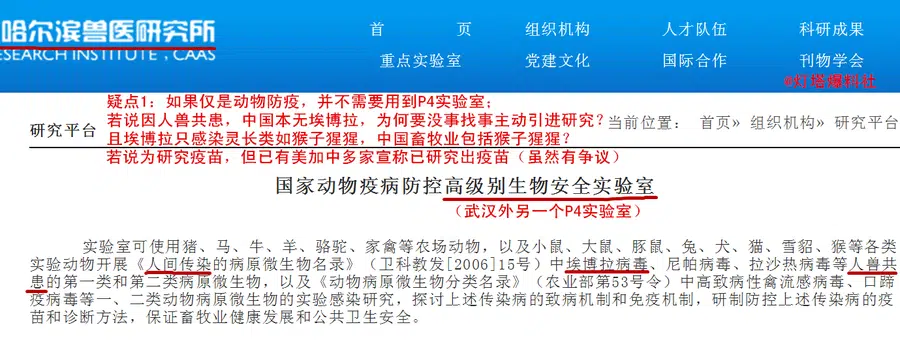 哈尔滨兽医研究所
RESEARCH INSTITUTE, CAAS
首 页 组织机构 人才队伍 科研成果
重点实验室 党建文化 国际合作 刊物学会
@灯塔爆料社
疑点1：如果仅是动物防疫，并不需要用到P4实验室；
若说因人兽共患，中国本无埃博拉，为何要没事找事主动引进研究？
且埃博拉只感染灵长类如猴子猩猩，中国畜牧业包括猴子猩猩？
若说为研究疫苗，但已有美加中多家宣称已研究出疫苗（虽然有争议）
研究平台 当前位置： 首页» 组织机构» 研究平台
国家动物疫病防控高级别生物安全实验室
（武汉外另一个P4实验室）
实验室可使用猪、马、牛、羊、骆驼、家禽等农场动物，以及小鼠、大鼠、豚鼠、兔、犬、猫、雪貂、猴等各类
实验动物开展《人间传染的病原微生物名录》（卫科教发[2006]15号）中埃博拉病毒、尼帕病毒、拉沙热病毒等人兽共
患的第一类和第二类病原微生物，以及《动物病原微生物分类名录》（农业部第53号令）中高致病性禽流感病毒、口蹄
疫病毒等一、二类动物病原微生物的实验感染研究，探讨上述传染病的致病机制和免疫机制，研制防控上述传染病的疫
苗和诊断方法，保证畜牧业健康发展和公共卫生安全。